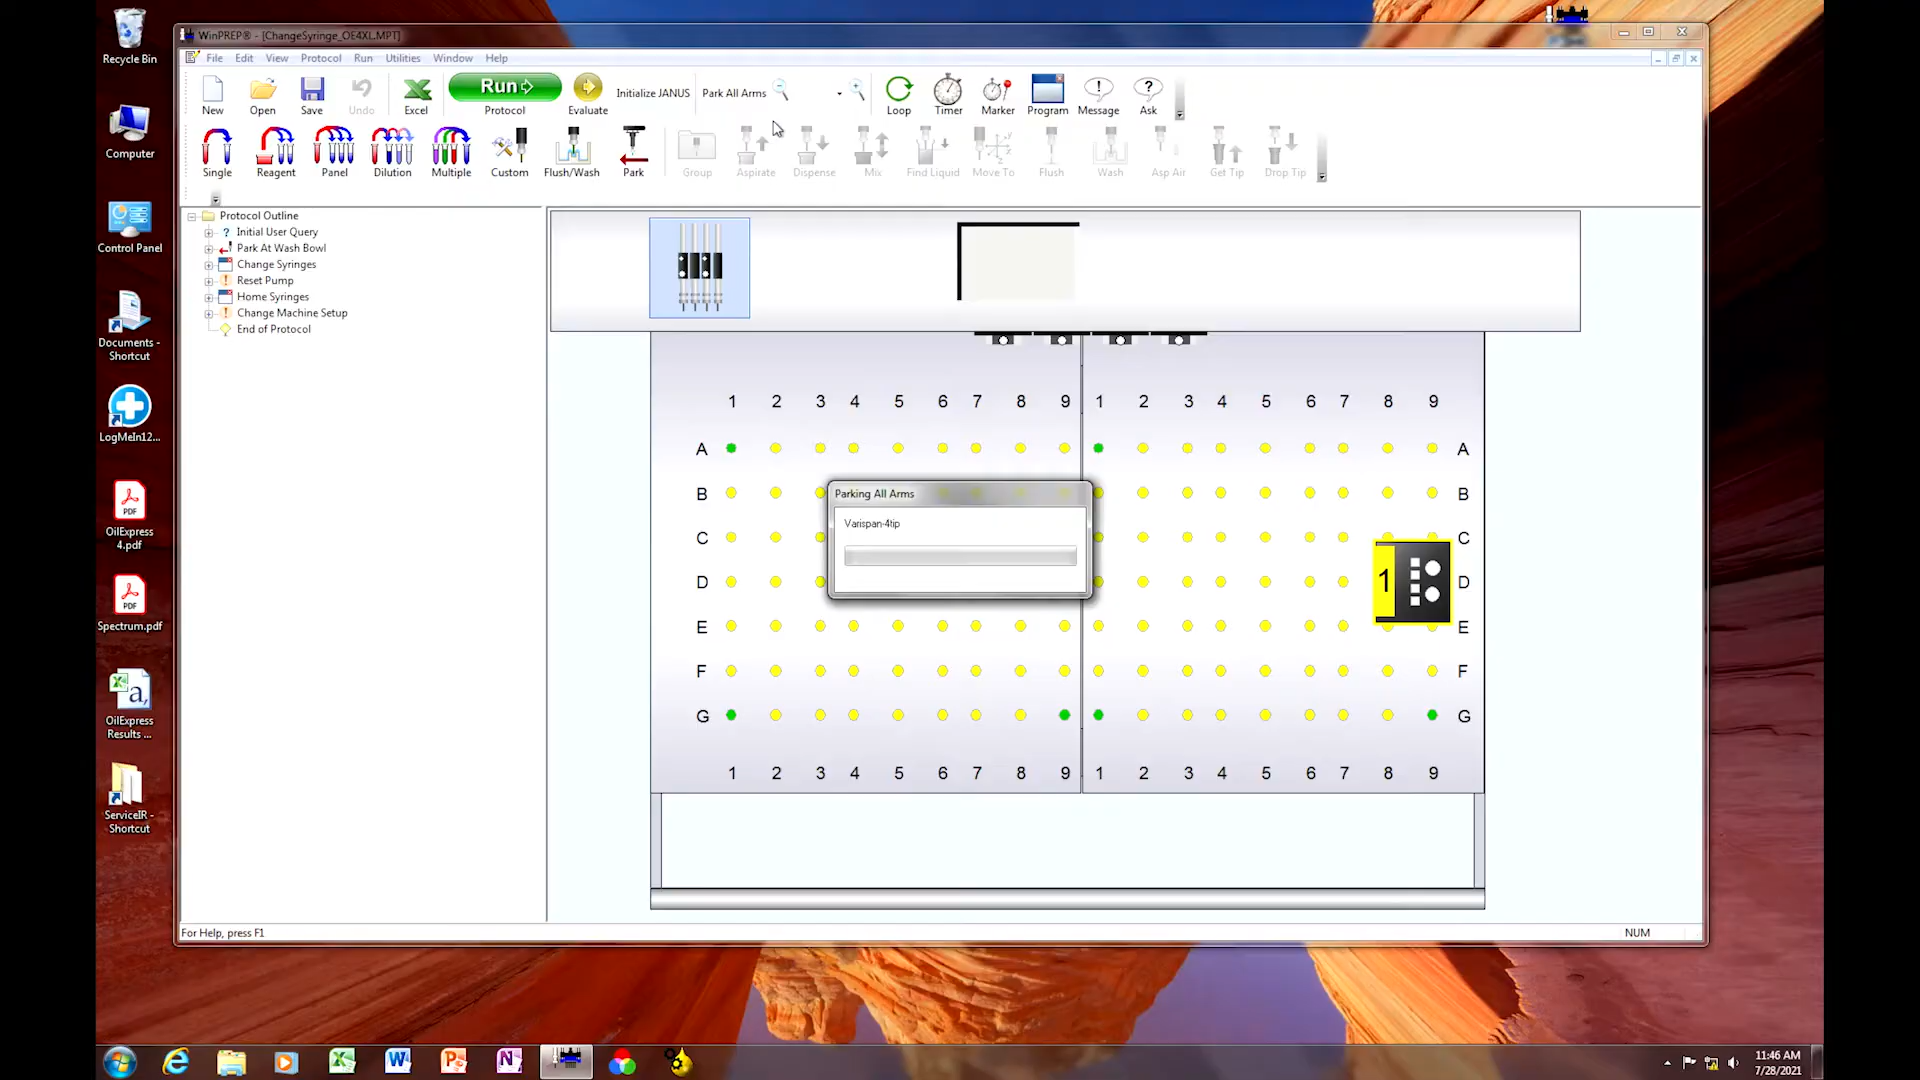 Recycle Bin
Computer
Control Panel
Documents -
Shortcut
LogMeIn12...
PDF
OilExpress
4.pdf
PDF
Spectrum.pdf
a,
OilExpress
Results ...
ServiceIR -
Shortcut
WinPREP® - [ChangeSyringe_OE4XL.MPT]
File Edit View Protocol Run Utilities Window Help
New Open Save Undo Excel Run Protocol Evaluate Initialize JANUS Park All Arms Loop Timer Marker Program Message Ask
Single Reagent Panel Dilution Multiple Custom Flush/Wash Park Group Aspirate Dispense Mix Find Liquid Move To Flush Wash Asp Air Get Tip Drop Tip
Protocol Outline
Initial User Query
Park At Wash Bowl
Change Syringes
Reset Pump
Home Syringes
Change Machine Setup
End of Protocol
1 2 3 4 5 6 7 8 9 1 2 3 4 5 6 7 8 9
A A
B B
C C
D D
E E
F F
G G
1 2 3 4 5 6 7 8 9 1 2 3 4 5 6 7 8 9
1
Parking All Arms
Varispan-4tip
For Help, press F1
NUM
11:46 AM
7/28/2021